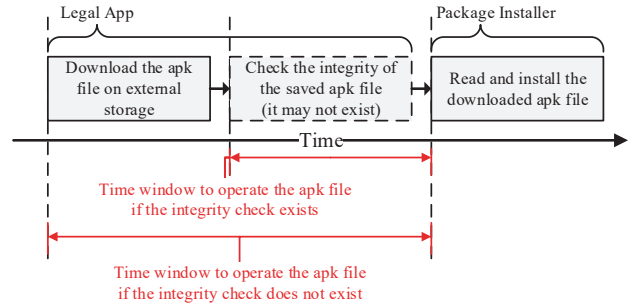 Legal App
Package Installer
Download the apk
file on external
storage
Check the integrity of
the saved apk file
(it may not exist)
Read and install the
downloaded apk file
Time
Time window to operate the apk file
if the integrity check exists
Time window to operate the apk file
if the integrity check does not exist